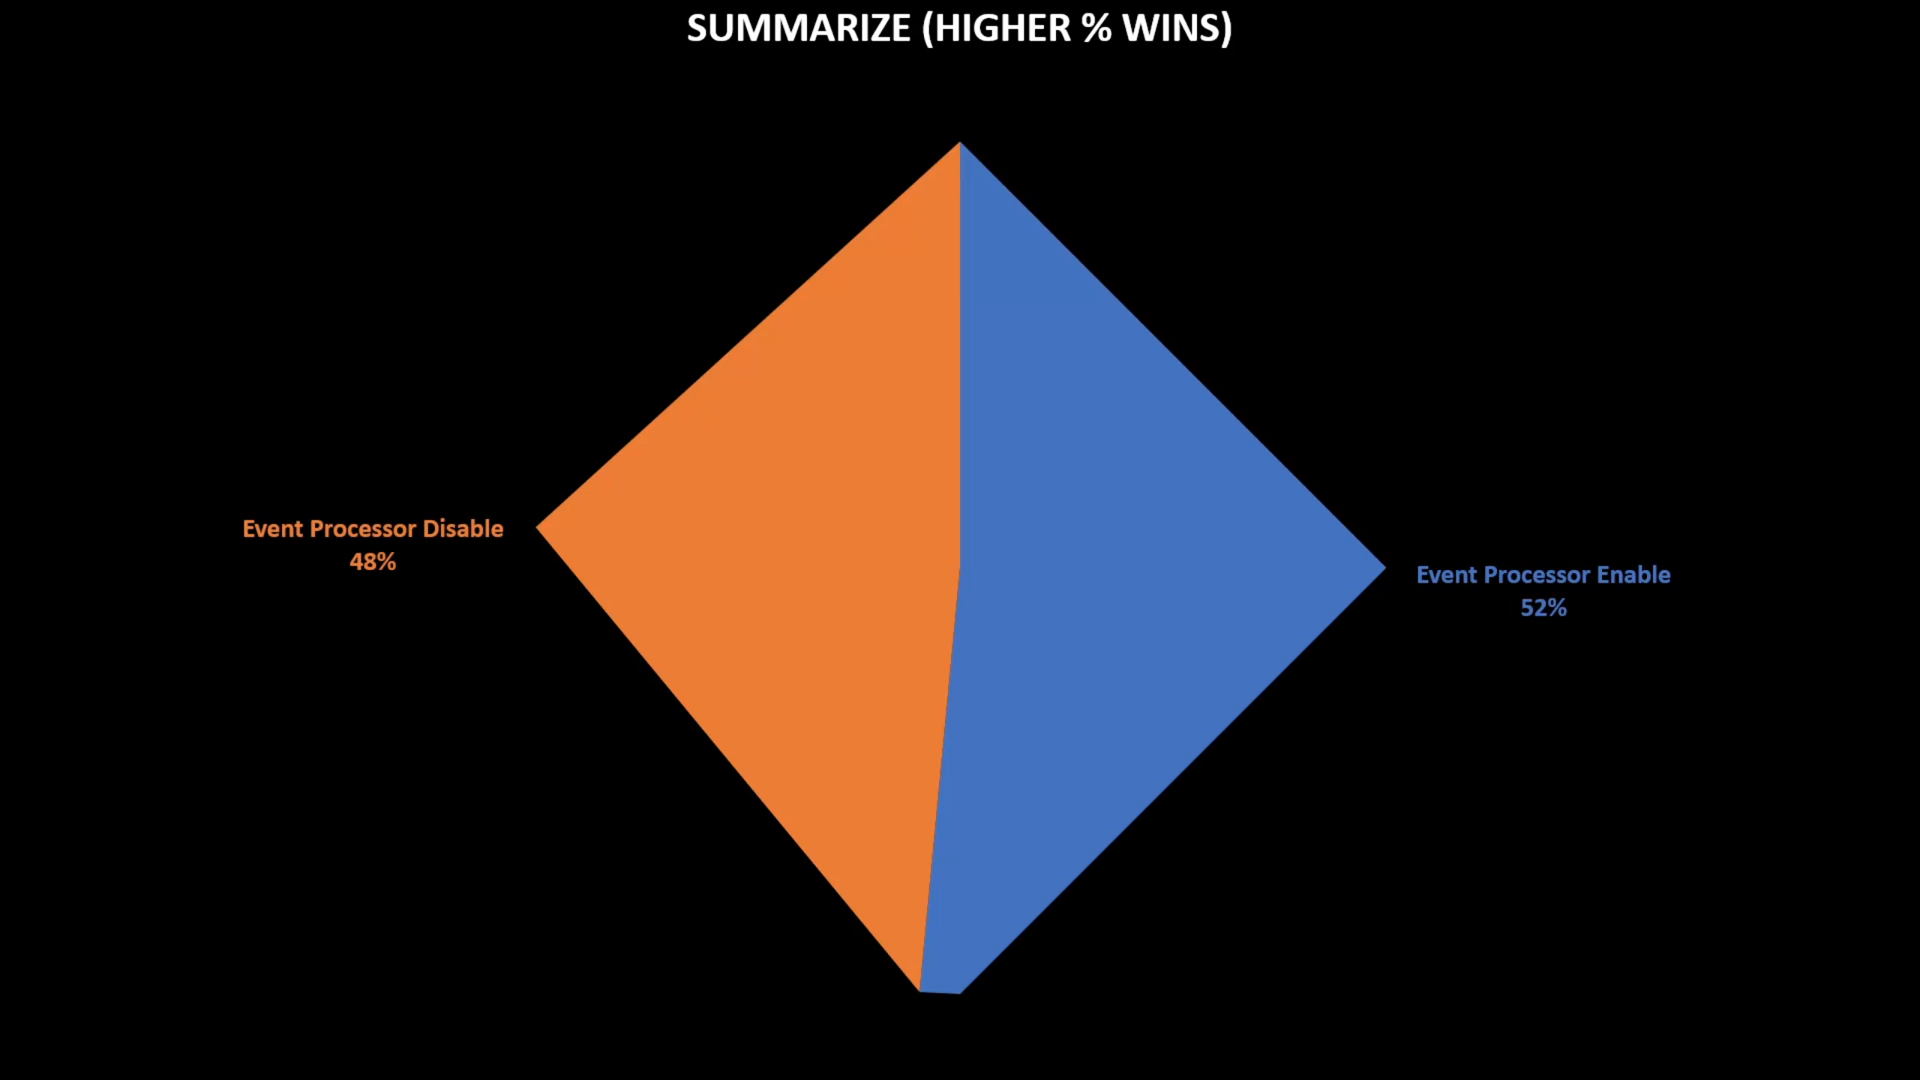 SUMMARIZE (HIGHER % WINS)
Event Processor Disable
48%
Event Processor Enable
52%